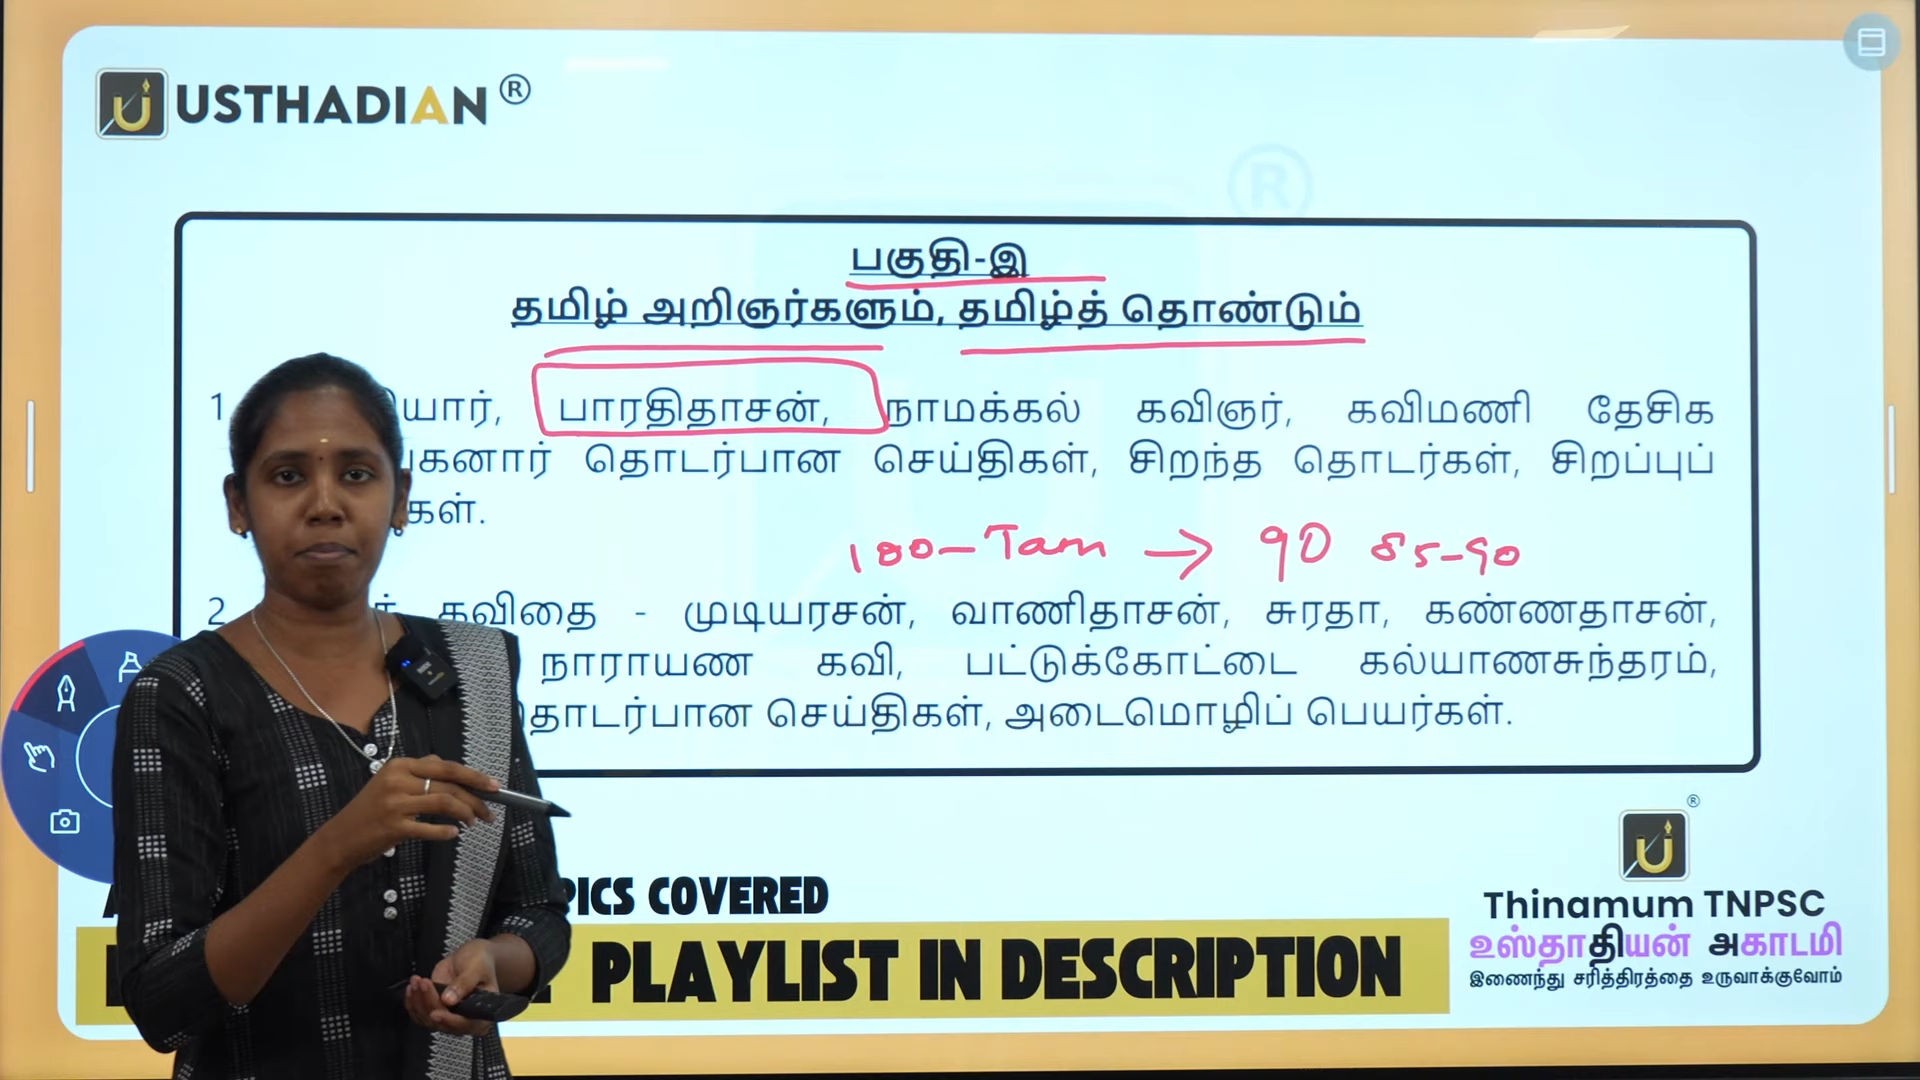 USTHADIAN ®
®
பகுதி-இ
தமிழ் அறிஞர்களும், தமிழ்த் தொண்டும்
1 யார், பாரதிதாசன், நாமக்கல் கவிஞர், கவிமணி தேசிக
தொடர்பான செய்திகள், சிறந்த தொடர்கள், சிறப்புப்
கள்.
100-Tam → 90 85-90
2 கவிதை - முடியரசன், வாணிதாசன், சுரதா, கண்ணதாசன்,
நாராயண கவி, பட்டுக்கோட்டை கல்யாணசுந்தரம்,
தொடர்பான செய்திகள், அடைமொழிப் பெயர்கள்.
®
PICS COVERED
PLAYLIST IN DESCRIPTION
Thinamum TNPSC
உஸ்தாதியன் அகாடமி
இணைந்து சரித்திரத்தை உருவாக்குவோம்